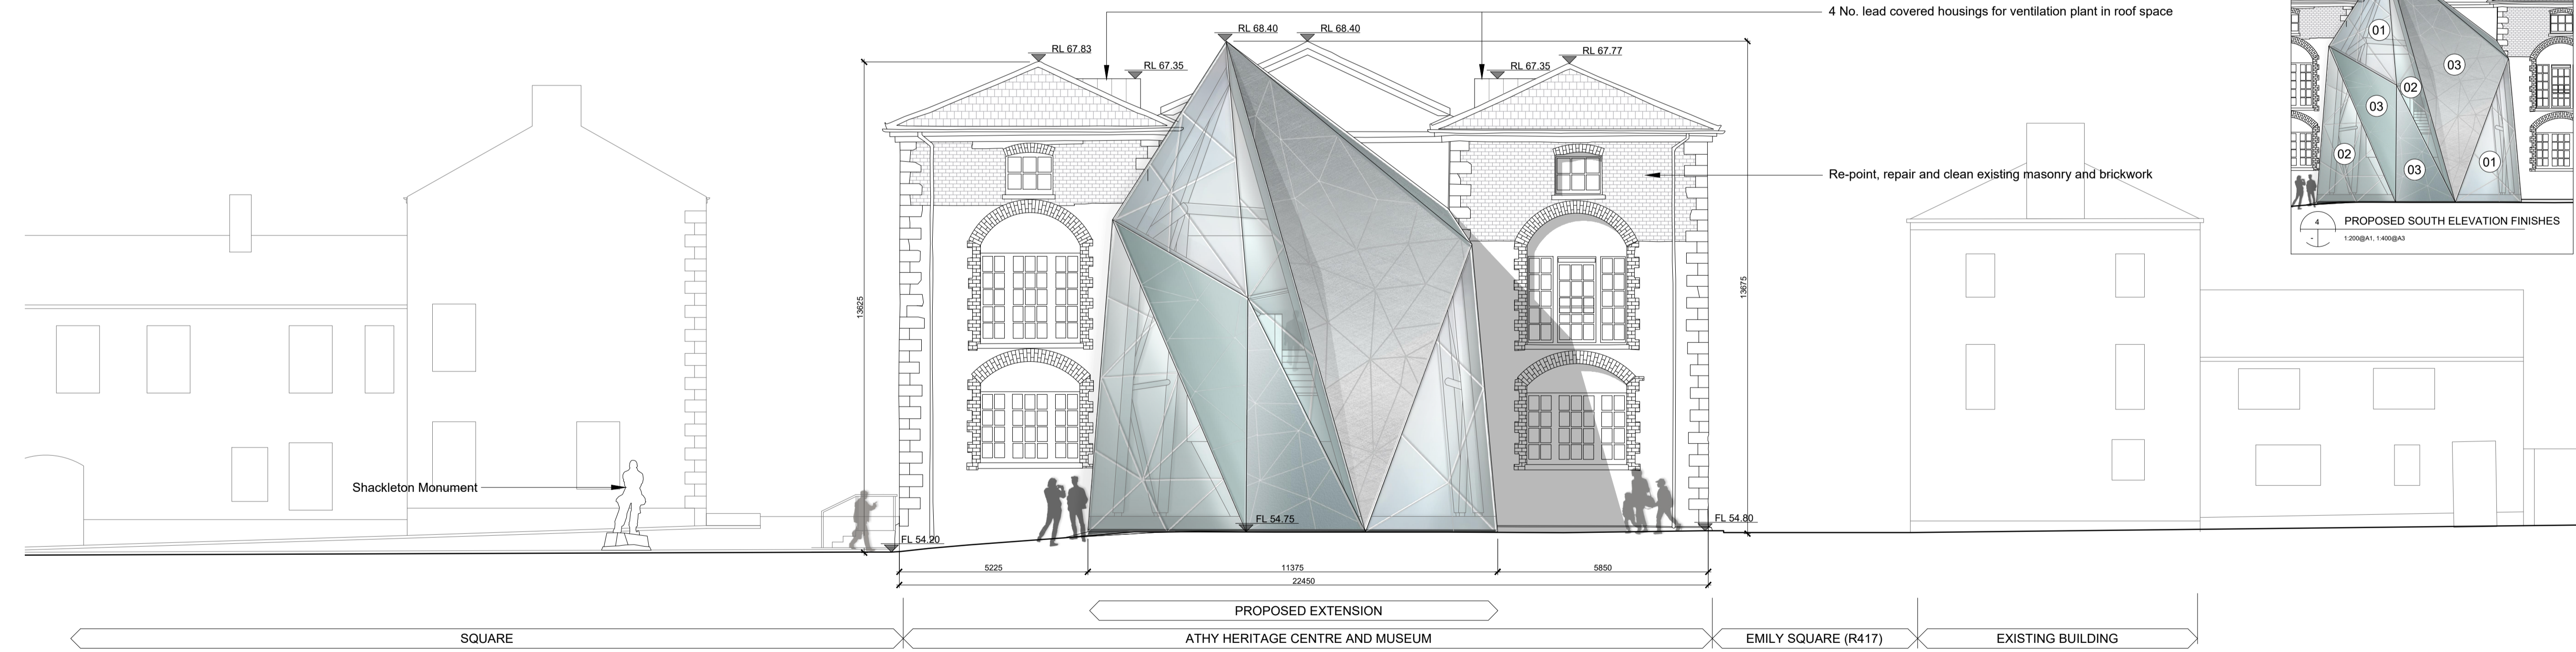 4 No. lead covered housings for ventilation plant in roof space
RL 68.40
RL 68.40
RL 67.83
RL 67.77
RL 67.35
RL 67.35
01
03
02
03
02
03
01
4
-
PROPOSED SOUTH ELEVATION FINISHES
1:200@A1, 1:400@A3
Re-point, repair and clean existing masonry and brickwork
13625
13675
Shackleton Monument
FL 54.75
FL 54.80
FL 54.20
5225
11375
5850
22450
PROPOSED EXTENSION
SQUARE
ATHY HERITAGE CENTRE AND MUSEUM
EMILY SQUARE (R417)
EXISTING BUILDING